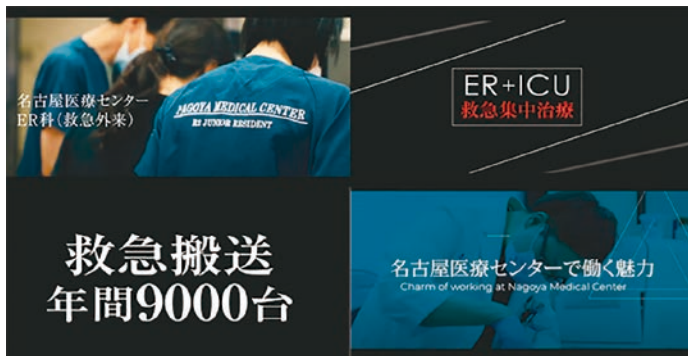 名古屋医療センター
ER科(救急外来)
NAGOYA MEDICAL CENTER
R3 JUNIOR RESIDENT
ER+ICU
救急集中治療
救急搬送
年間9000台
名古屋医療センターで働く魅力
Charm of working at Nagoya Medical Center